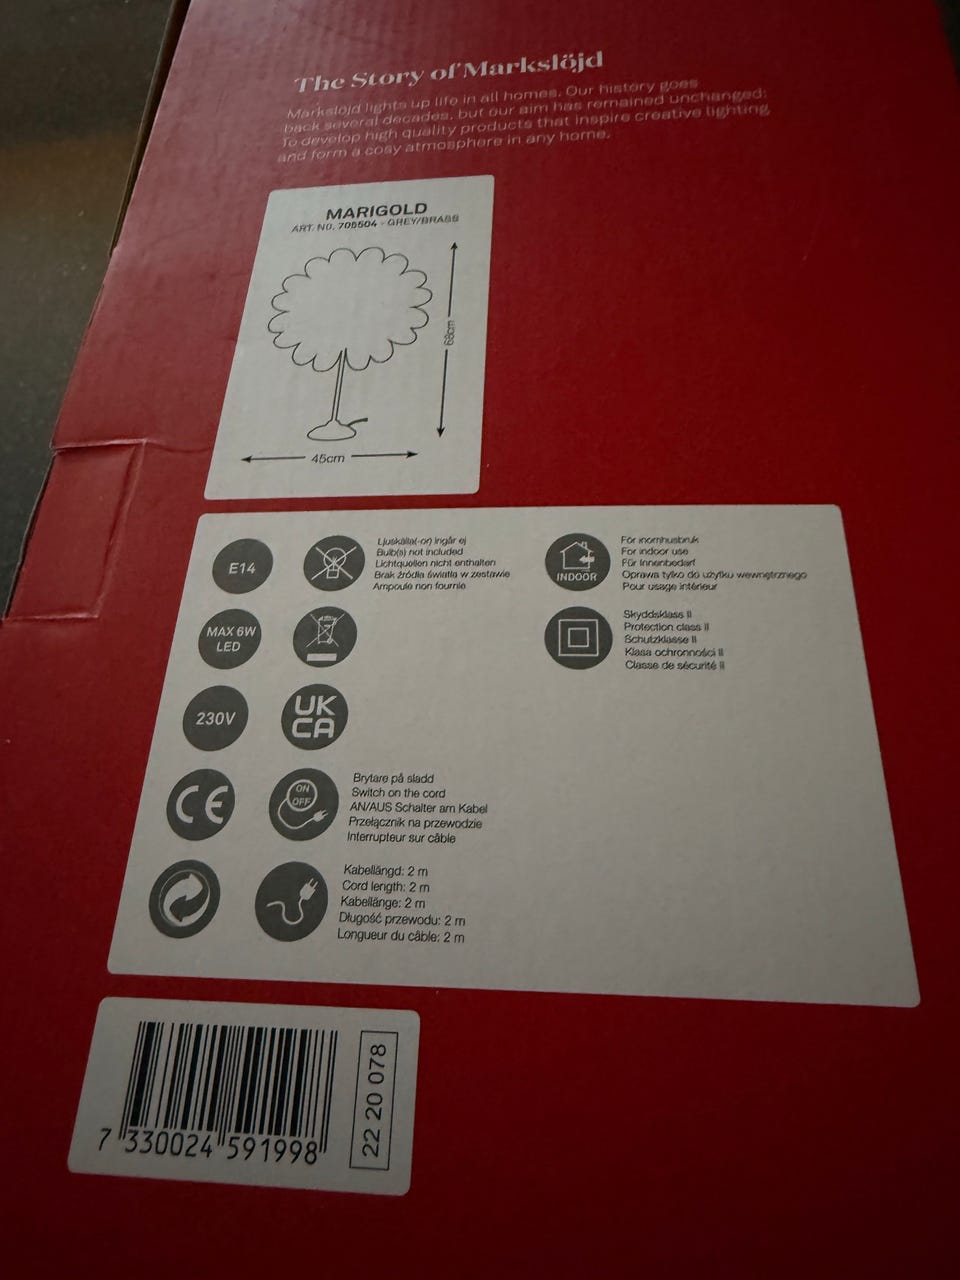 The Story of Markslöjd
Markslöjd lights up life in all homes. Our history goes
back several decades, but our aim has remained unchanged:
To develop high quality products that inspire creative lighting
and form a cosy atmosphere in any home.
MARIGOLD
ART. NO. 705504 - GREY/BRASS
68cm
45cm
E14
Ljuskälla(-or) ingår ej
Bulb(s) not included
Lichtquellen nicht enthalten
Brak źródła światła w zestawie
Ampoule non fournie
INDOOR
För inomhusbruk
For indoor use
Für Innenbedarf
Oprawa tylko do użytku wewnętrznego
Pour usage intérieur
MAX 6W
LED
Skyddsklass II
Protection class II
Schutzklasse II
Klasa ochronności II
Classe de sécurité II
230V
UK
CA
CE
ON
OFF
Brytare på sladd
Switch on the cord
AN/AUS Schalter am Kabel
Przełącznik na przewodzie
Interrupteur sur câble
Kabellängd: 2 m
Cord length: 2 m
Kabellänge: 2 m
Długość przewodu: 2 m
Longueur du câble: 2 m
7 330024 591998
22 20 078